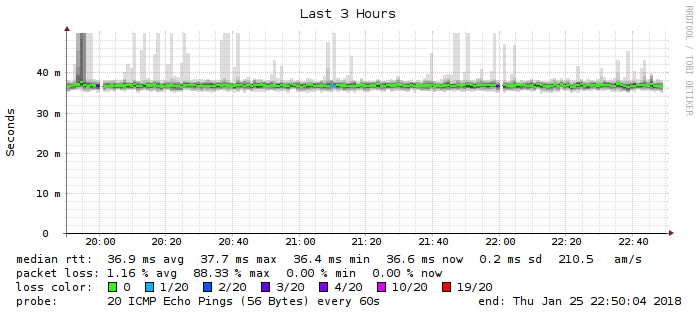 Last 3 Hours
RRDTOOL / TOBI OETIKER
Seconds
40 m
30 m
20 m
10 m
0
20:00 20:20 20:40 21:00 21:20 21:40 22:00 22:20 22:40
median rtt: 36.9 ms avg 37.7 ms max 36.4 ms min 36.6 ms now 0.2 ms sd 210.5 am/s
packet loss: 1.16 % avg 88.33 % max 0.00 % min 0.00 % now
loss color: 0 1/20 2/20 3/20 4/20 10/20 19/20
probe: 20 ICMP Echo Pings (56 Bytes) every 60s end: Thu Jan 25 22:50:04 2018